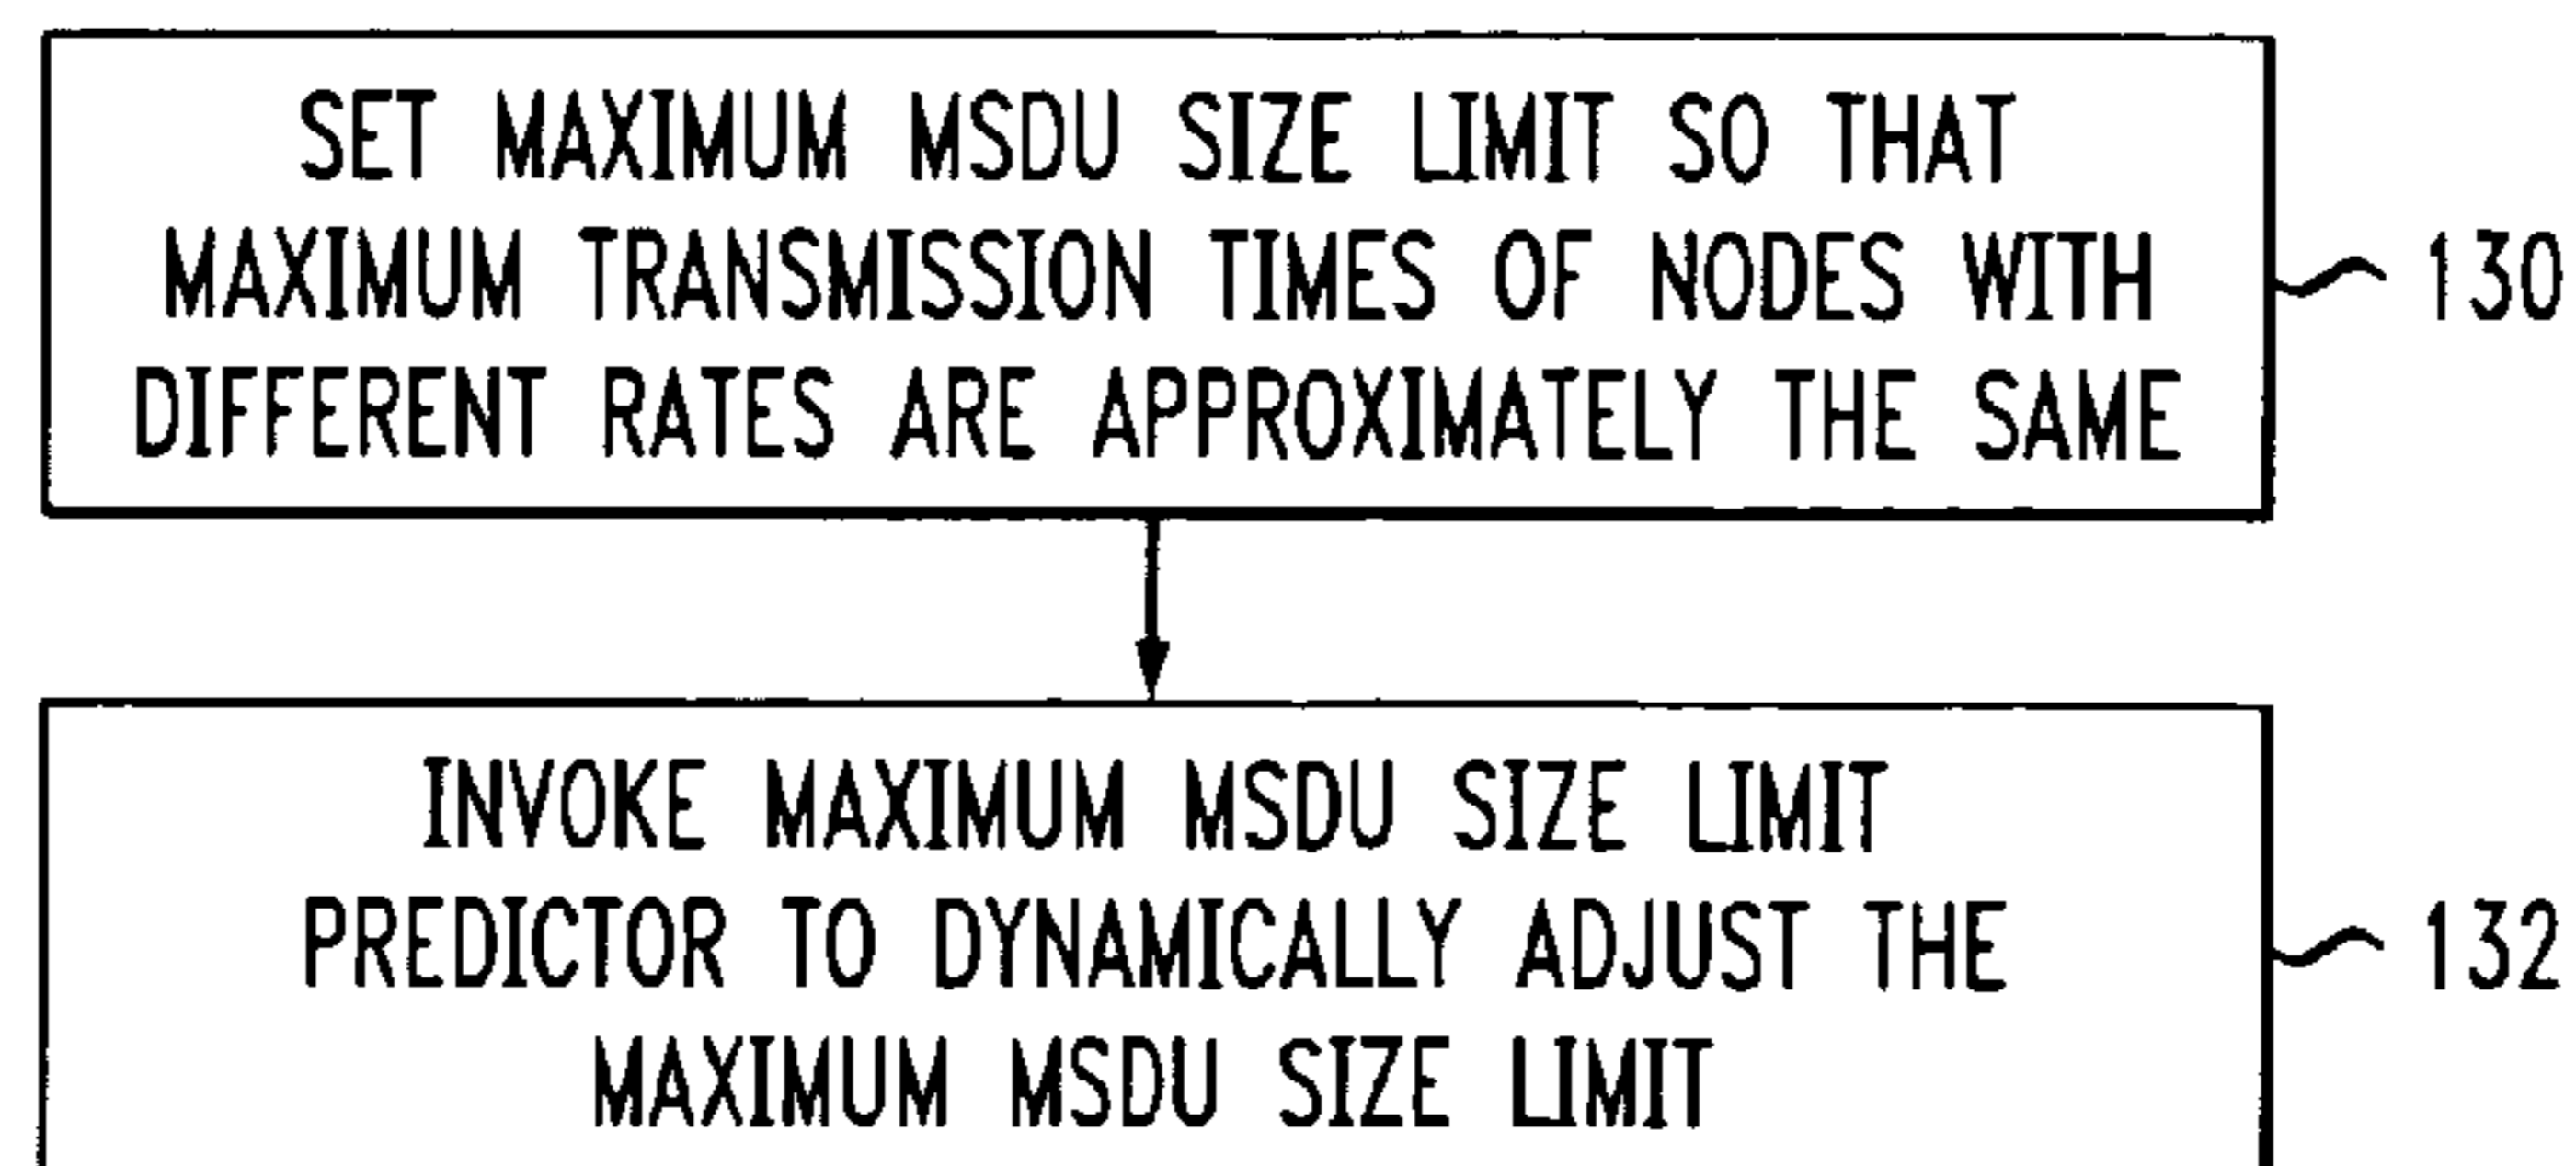 SET MAXIMUM MSDU SIZE LIMIT SO THAT
MAXIMUM TRANSMISSION TIMES OF NODES WITH
DIFFERENT RATES ARE APPROXIMATELY THE SAME
130
INVOKE MAXIMUM MSDU SIZE LIMIT
PREDICTOR TO DYNAMICALLY ADJUST THE
MAXIMUM MSDU SIZE LIMIT
132